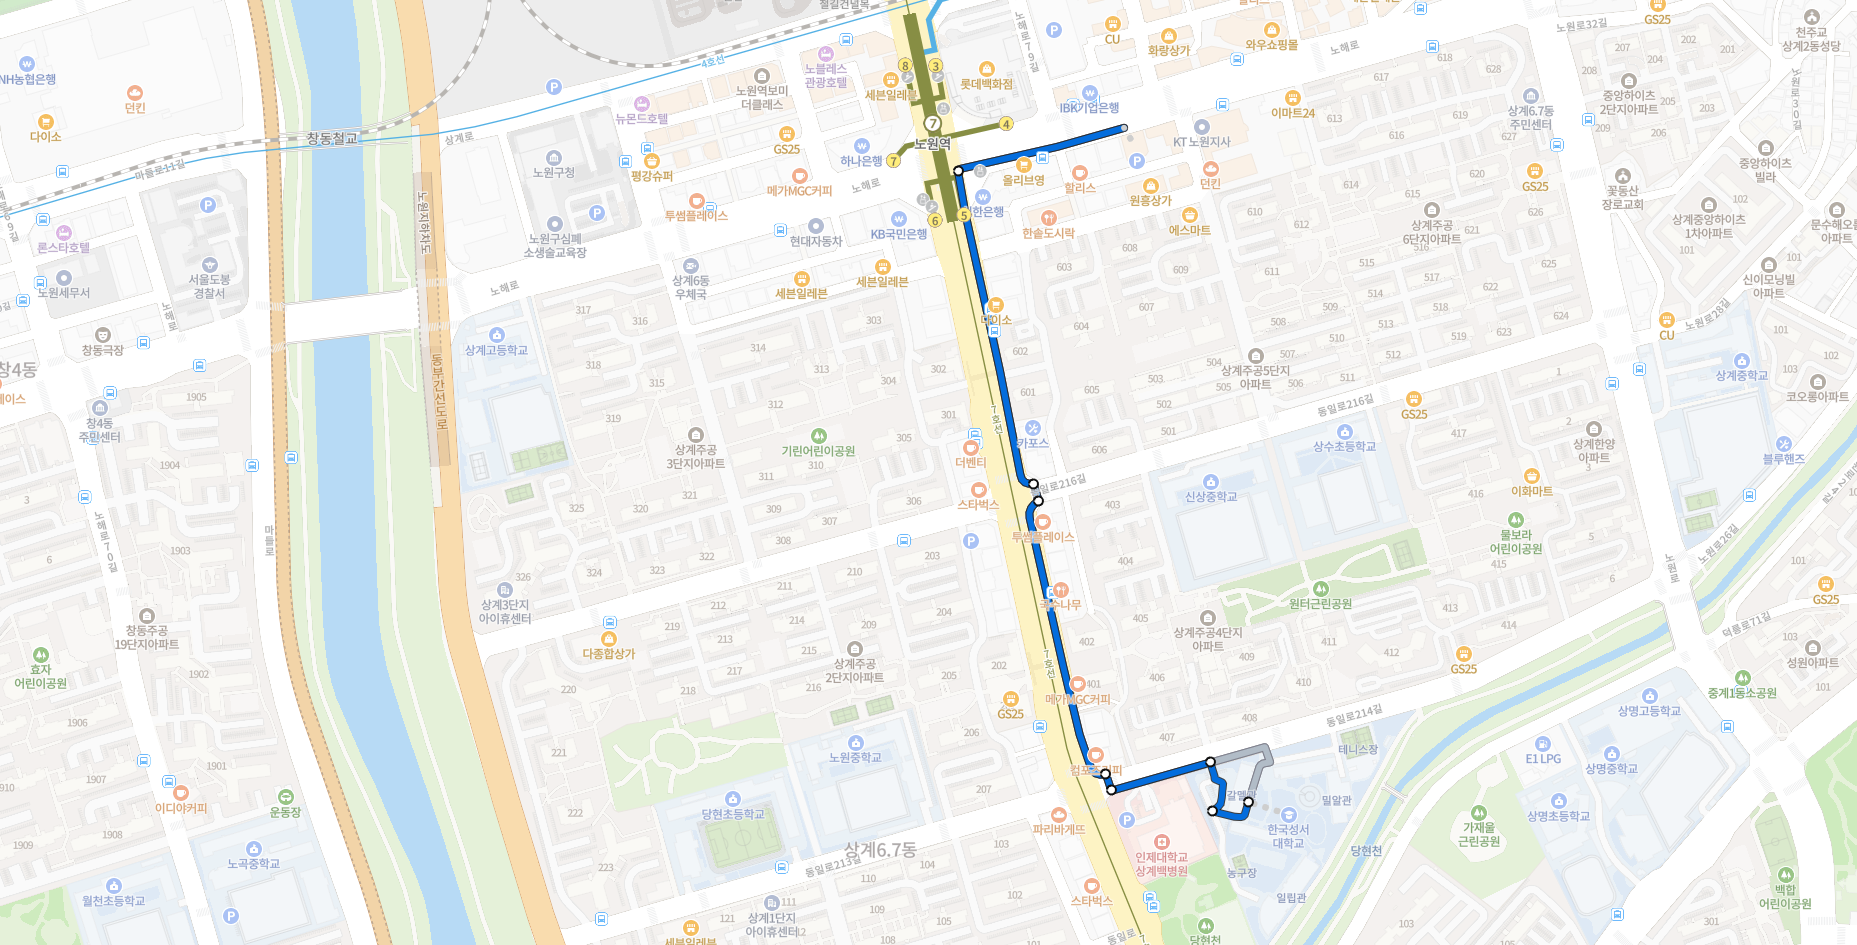 철길건널목
노해로79길
CU
화랑상가
와우쇼핑몰
GS25
노원로32길
천주교
상계2동성당
NH농협은행
던킨
다이소
창동철교
마들로11길
4호선
상계로
노블레스
관광호텔
노원역보미
더클레스
뉴몬드호텔
세븐일레븐
롯데백화점
8
3
7
4
노원역
7
6
5
IBK기업은행
이마트24
KT 노원지사
노해로
628
627
207
204
202
201
206
208
209
중앙하이츠
2단지아파트
상계6.7동
주민센터
노원로30길
중앙하이츠
빌라
꽃동산
장로교회
상계중앙하이츠
1차아파트
문수해오름
아파트
신이모닝빌
아파트
노원로28길
GS25
하나은행
평강슈퍼
메가MGC커피
투썸플레이스
노원구청
노원구심폐
소생술교육장
노해로
현대자동차
KB국민은행
신한은행
올리브영
할리스
던킨
원흥상가
에스마트
한솔도시락
GS25
상계주공
6단지아파트
608
609
610
612
611
603
604
607
602
601
606
다이소
노원지하차도
동부간선도로
노해로
론스타호텔
노원세무서
서울도봉
경찰서
노해로
창동극장
창4동
창4동
주민센터
1905
1904
1903
1902
1906
1907
1901
1908
1909
1910
노해로70길
마들로
상계고등학교
상계6동
우체국
세븐일레븐
세븐일레븐
317
316
318
315
314
303
313
304
302
312
319
301
305
311
310
306
325
320
309
307
308
322
323
324
326
상계주공
3단지아파트
기린어린이공원
더벤티
스타벅스
카포스
7호선
동일로216길
동일로216길
투썸플레이스
국수나무
상계주공5단지
아파트
504
507
505
503
502
501
511
508
509
510
512
513
514
515
516
517
518
519
621
622
623
624
625
626
CU
상계중학교
코오롱아파트
101
102
블루핸즈
GS25
신상중학교
상수초등학교
417
416
415
상계한양
아파트
1
2
3
5
6
이화마트
물보라
어린이공원
노원로
노원로26길
403
404
405
402
401
406
407
408
409
410
411
412
413
414
원터근린공원
상계주공4단지
아파트
GS25
덕릉로71길
GS25
성원아파트
103
101
중계1동소공원
상명고등학교
상명중학교
E1 LPG
상명초등학교
가재울
근린공원
당현천
백합
어린이공원
301
103
창동주공
19단지아파트
효자
어린이공원
이디야커피
운동장
노곡중학교
월천초등학교
상계3단지
아이휴센터
다종합상가
203
210
211
212
209
213
214
215
216
217
218
219
220
221
222
223
202
205
206
207
204
상계주공
2단지아파트
GS25
7호선
메가MGC커피
컴포즈커피
노원중학교
당현초등학교
상계6.7동
동일로213길
파리바게뜨
인제대학교
상계백병원
갈멜관
밀알관
한국성서
대학교
농구장
일립관
테니스장
동일로214길
스타벅스
당현천
동일로
상계1단지
아이휴센터
세븐일레븐
101
102
103
104
105
108
109
110
111
121